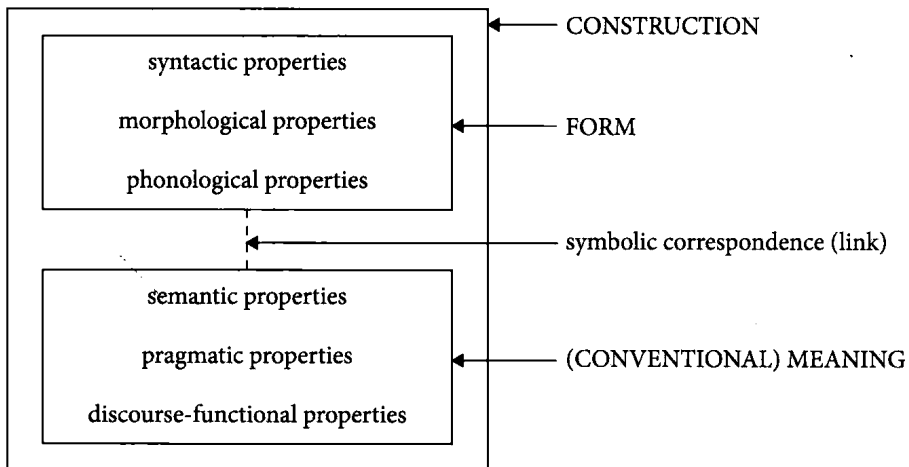 CONSTRUCTION
syntactic properties
morphological properties
FORM
phonological properties
symbolic correspondence (link)
semantic properties
pragmatic properties
(CONVENTIONAL) MEANING
discourse-functional properties